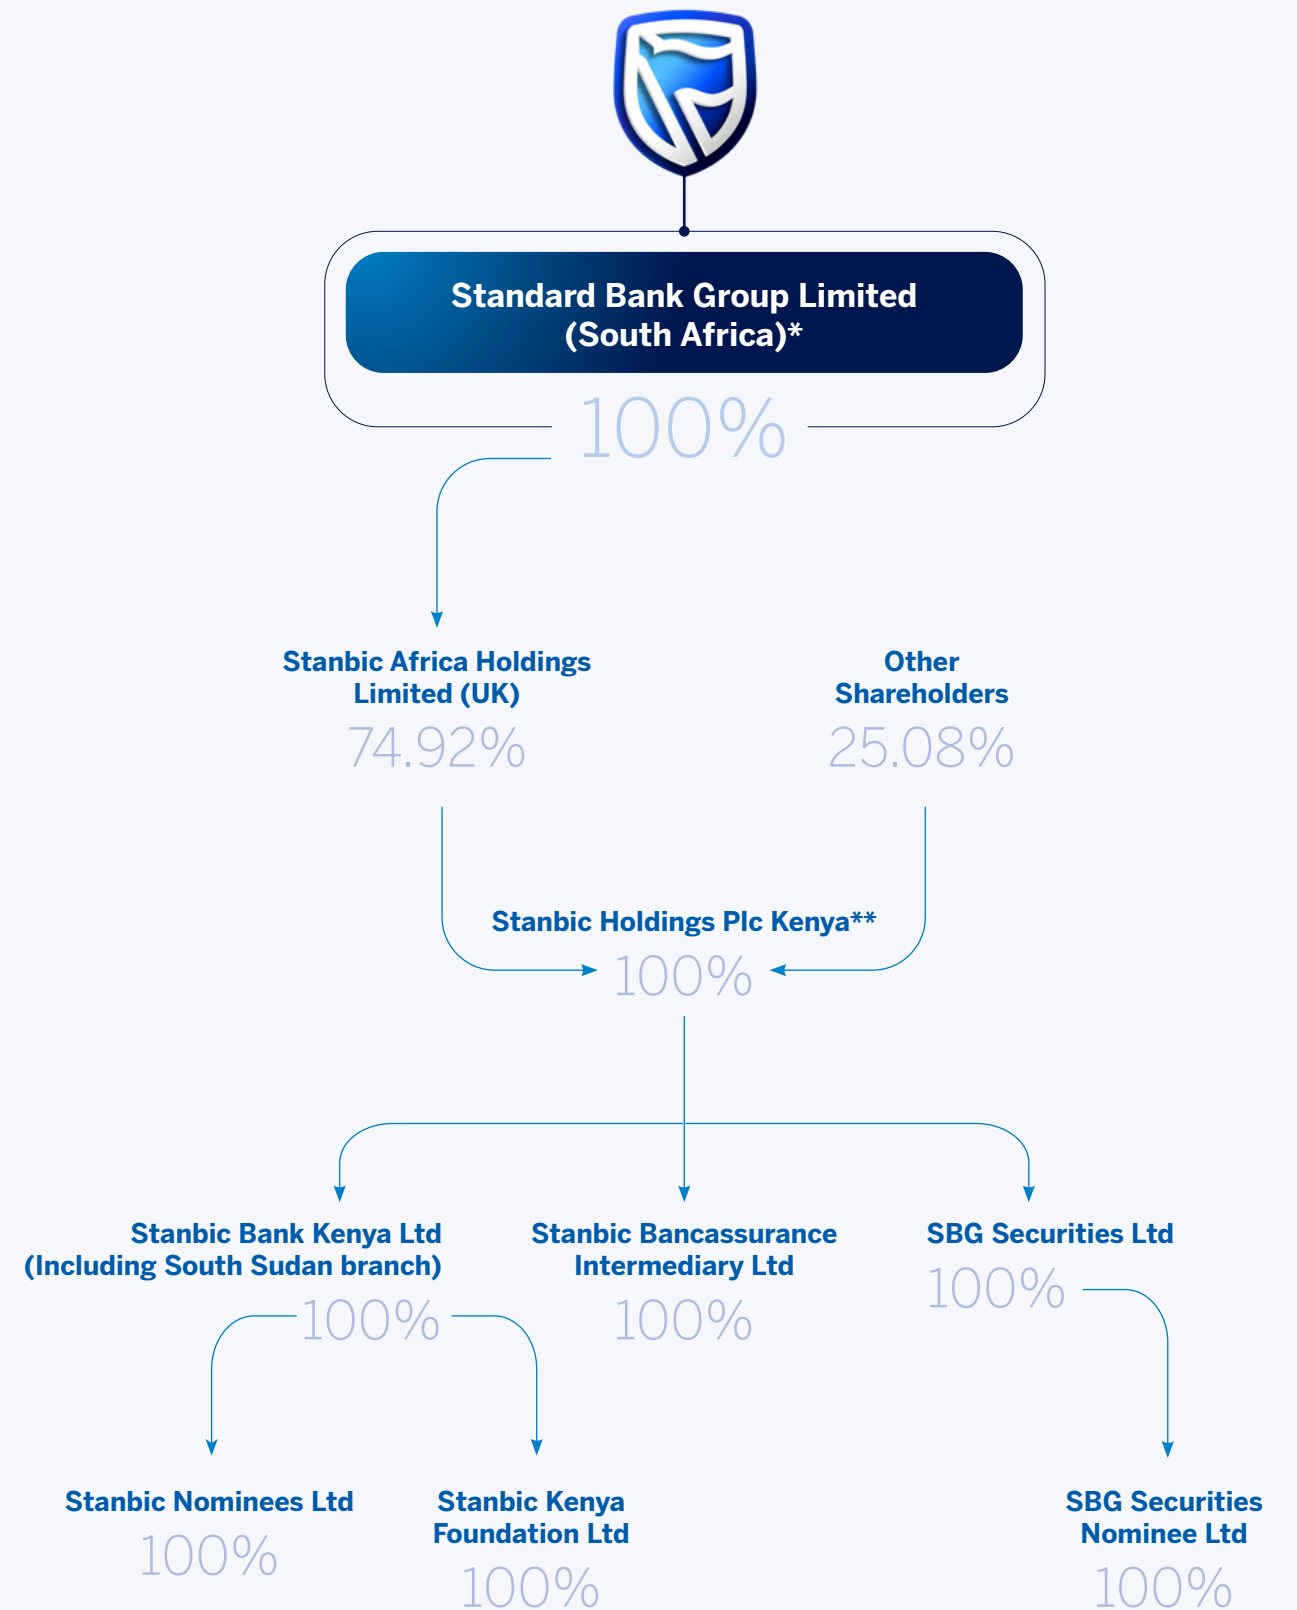 Standard Bank Group Limited
(South Africa)*
100%
Stanbic Africa Holdings
Limited (UK)
74.92%
Other
Shareholders
25.08%
Stanbic Holdings Plc Kenya**
100%
Stanbic Bank Kenya Ltd
(Including South Sudan branch)
100%
Stanbic Bancassurance
Intermediary Ltd
100%
SBG Securities Ltd
100%
Stanbic Nominees Ltd
100%
Stanbic Kenya
Foundation Ltd
100%
SBG Securities
Nominee Ltd
100%